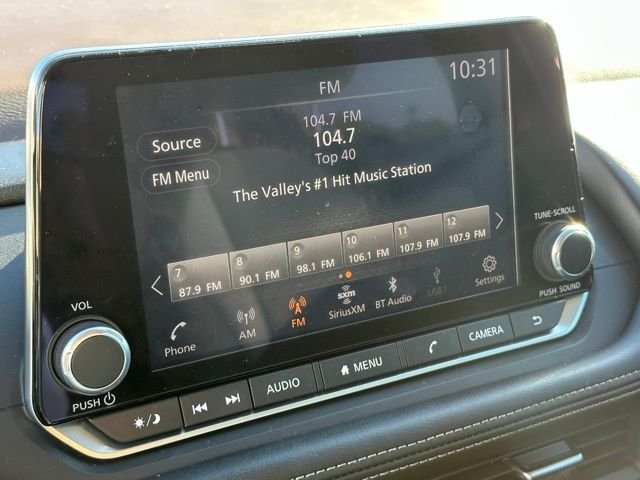 10:31
FM
104.7 FM
Source
104.7
Top 40
FM Menu
The Valley's #1 Hit Music Station
7 8 9 10 11 12
87.9 FM 90.1 FM 98.1 FM 106.1 FM 107.9 FM 107.9 FM
Phone AM FM SiriusXM BT Audio USB1 Settings
sxm
TUNE-SCROLL
PUSH SOUND
VOL
PUSH
AUDIO MENU CAMERA